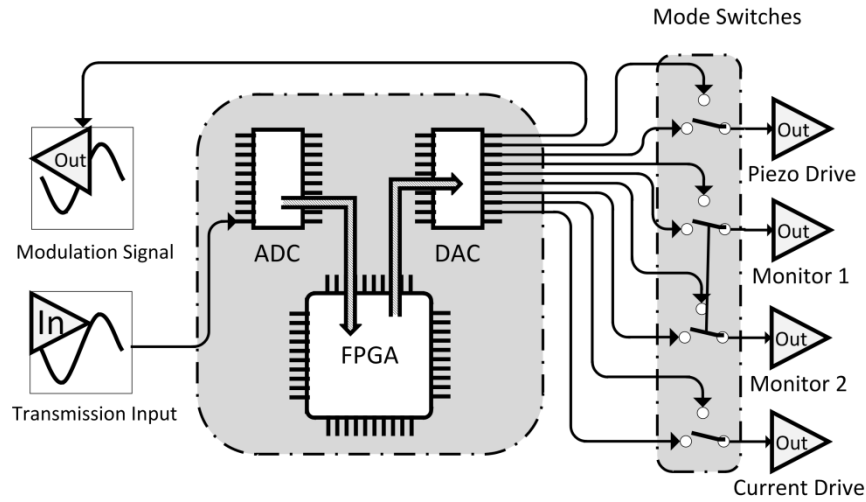 Mode Switches
Out
Modulation Signal
In
Transmission Input
ADC
DAC
FPGA
Out
Piezo Drive
Out
Monitor 1
Out
Monitor 2
Out
Current Drive